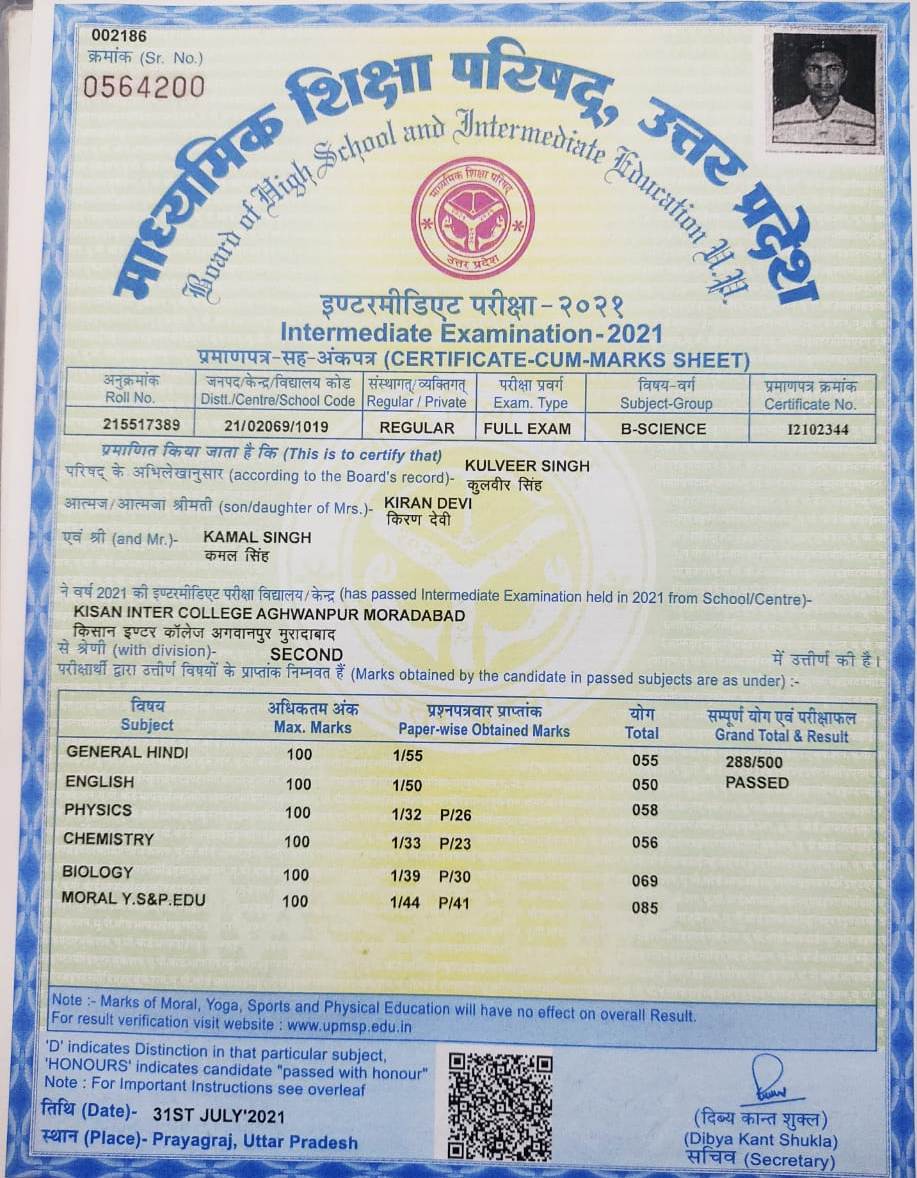 002186
क्रमांक (Sr. No.)
0564200
माध्यमिक शिक्षा परिषद्, उत्तर प्रदेश
Board of High School and Intermediate Education U.P.
माध्यमिक शिक्षा परिषद्
उत्तर प्रदेश
इण्टरमीडिएट परीक्षा - २०२१
Intermediate Examination-2021
प्रमाणपत्र-सह-अंकपत्र (CERTIFICATE-CUM-MARKS SHEET)
अनुक्रमांक जनपद/केन्द्र/विद्यालय कोड संस्थागत्/व्यक्तिगत् परीक्षा प्रवर्ग विषय-वर्ग प्रमाणपत्र क्रमांक
Roll No. Distt./Centre/School Code Regular / Private Exam. Type Subject-Group Certificate No.
215517389 21/02069/1019 REGULAR FULL EXAM B-SCIENCE I2102344
प्रमाणित किया जाता है कि (This is to certify that)
परिषद् के अभिलेखानुसार (according to the Board's record)- KULVEER SINGH
कुलवीर सिंह
आत्मज/आत्मजा श्रीमती (son/daughter of Mrs.)- KIRAN DEVI
किरण देवी
एवं श्री (and Mr.)- KAMAL SINGH
कमल सिंह
ने वर्ष 2021 की इण्टरमीडिएट परीक्षा विद्यालय/केन्द्र (has passed Intermediate Examination held in 2021 from School/Centre)-
KISAN INTER COLLEGE AGHWANPUR MORADABAD
किसान इण्टर कॉलेज अगवानपुर मुरादाबाद
से श्रेणी (with division)- SECOND में उत्तीर्ण की है।
परीक्षार्थी द्वारा उत्तीर्ण विषयों के प्राप्तांक निम्नवत हैं (Marks obtained by the candidate in passed subjects are as under) :-
विषय अधिकतम अंक प्रश्नपत्रवार प्राप्तांक योग सम्पूर्ण योग एवं परीक्षाफल
Subject Max. Marks Paper-wise Obtained Marks Total Grand Total & Result
GENERAL HINDI 100 1/55 055 288/500
ENGLISH 100 1/50 050 PASSED
PHYSICS 100 1/32 P/26 058
CHEMISTRY 100 1/33 P/23 056
BIOLOGY 100 1/39 P/30 069
MORAL Y.S&P.EDU 100 1/44 P/41 085
Note :- Marks of Moral, Yoga, Sports and Physical Education will have no effect on overall Result.
For result verification visit website : www.upmsp.edu.in
'D' indicates Distinction in that particular subject,
'HONOURS' indicates candidate "passed with honour"
Note : For Important Instructions see overleaf
तिथि (Date)- 31ST JULY'2021
स्थान (Place)- Prayagraj, Uttar Pradesh
(दिब्य कान्त शुक्ल)
(Dibya Kant Shukla)
सचिव (Secretary)